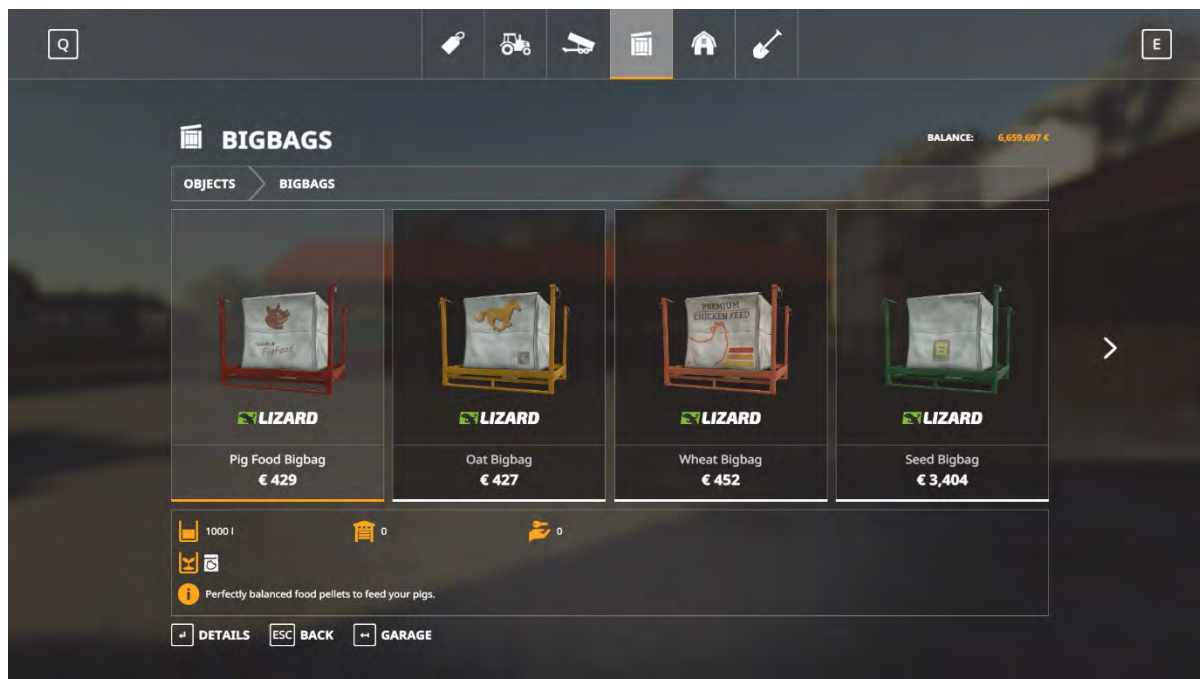 Q
E
BIGBAGS
BALANCE: 6,659,697 €
OBJECTS BIGBAGS
PigFood
PREMIUM
CHICKEN FEED
LIZARD
LIZARD
LIZARD
LIZARD
Pig Food Bigbag
€ 429
Oat Bigbag
€ 427
Wheat Bigbag
€ 452
Seed Bigbag
€ 3,404
1000 l
0
0
Perfectly balanced food pellets to feed your pigs.
DETAILS
ESC BACK
GARAGE